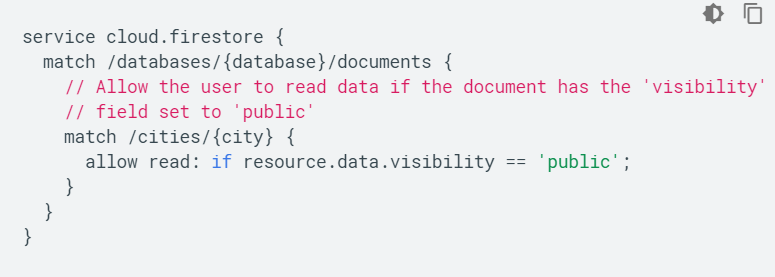 service cloud.firestore {
  match /databases/{database}/documents {
    // Allow the user to read data if the document has the 'visibility'
    // field set to 'public'
    match /cities/{city} {
      allow read: if resource.data.visibility == 'public';
    }
  }
}